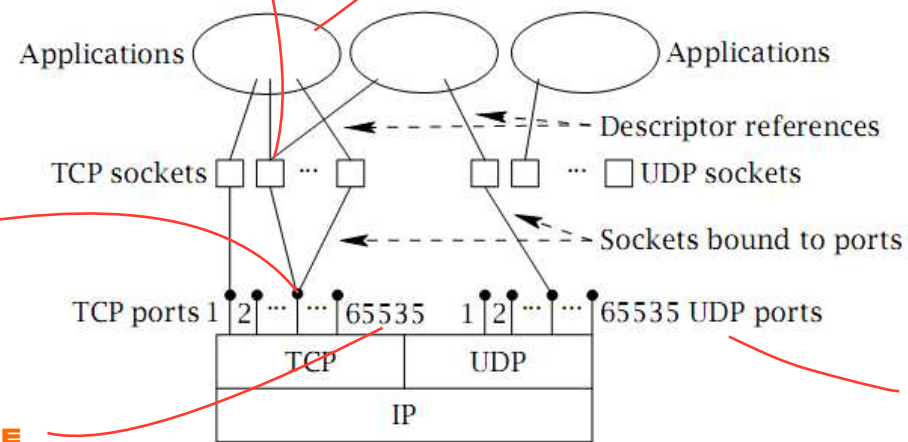 Applications
Applications
Descriptor references
TCP sockets ... ... UDP sockets
Sockets bound to ports
TCP ports 1 2 ... ... 65535 1 2 ... ... 65535 UDP ports
TCP UDP
IP
E